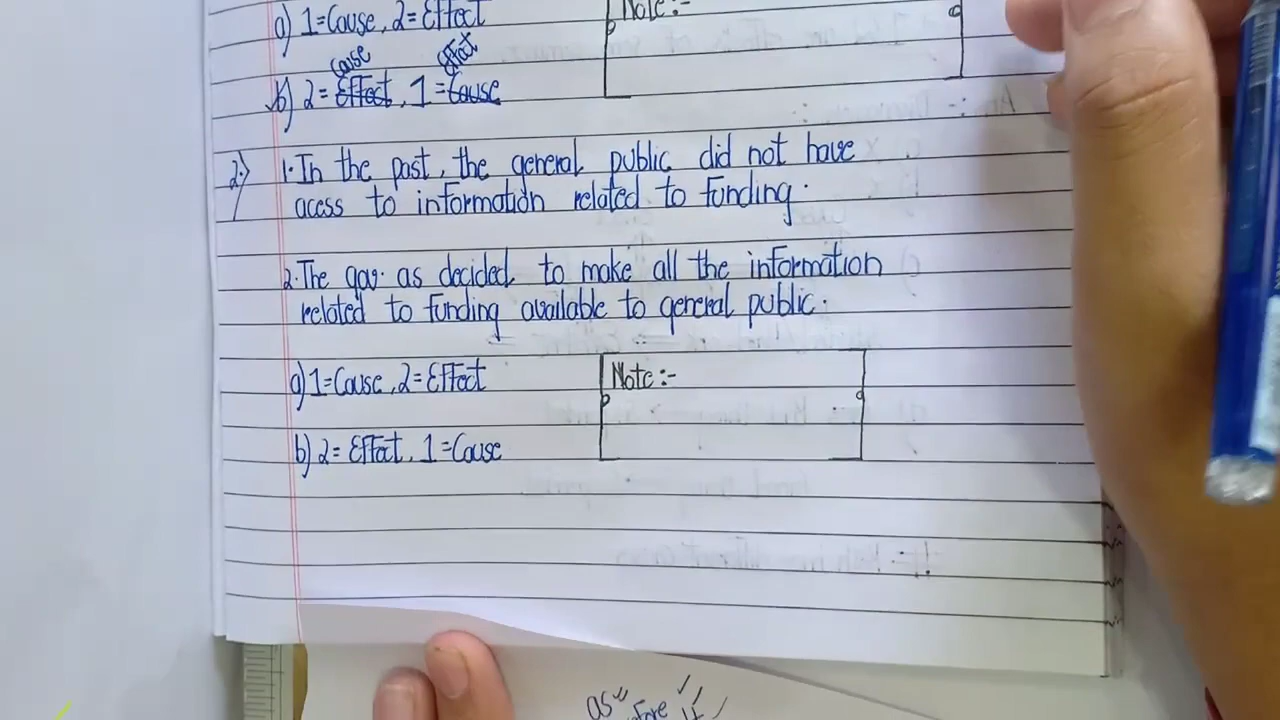 a) 1=Cause, 2= Effect
Note:-
cause effect
b) 2= Effect, 1=Cause
2) 1. In the past, the general public did not have
access to information related to funding.
2. The gov. as decided to make all the information
related to funding available to general public.
a) 1=Cause, 2=Effect
Note:-
b) 2= Effect, 1=Cause
as